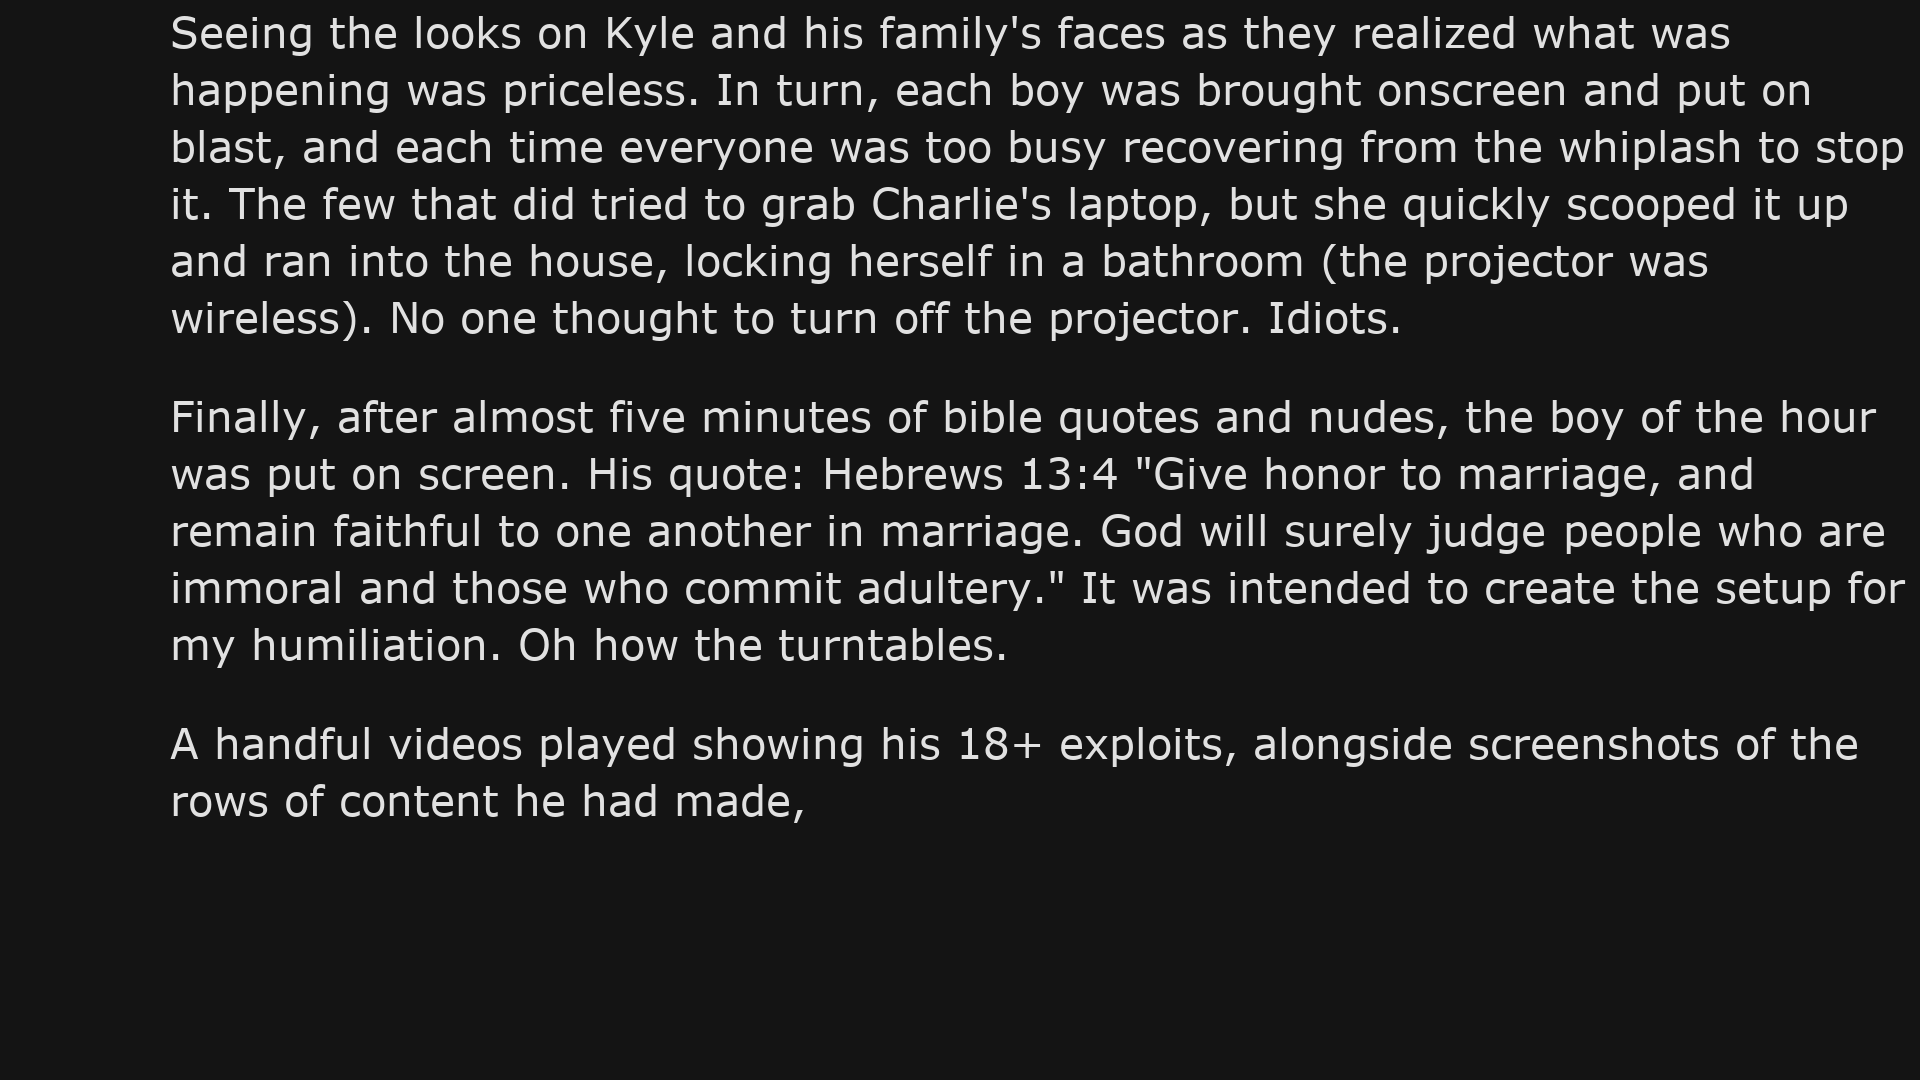 Seeing the looks on Kyle and his family's faces as they realized what was
happening was priceless. In turn, each boy was brought onscreen and put on
blast, and each time everyone was too busy recovering from the whiplash to stop
it. The few that did tried to grab Charlie's laptop, but she quickly scooped it up
and ran into the house, locking herself in a bathroom (the projector was
wireless). No one thought to turn off the projector. Idiots.
Finally, after almost five minutes of bible quotes and nudes, the boy of the hour
was put on screen. His quote: Hebrews 13:4 "Give honor to marriage, and
remain faithful to one another in marriage. God will surely judge people who are
immoral and those who commit adultery." It was intended to create the setup for
my humiliation. Oh how the turntables.
A handful videos played showing his 18+ exploits, alongside screenshots of the
rows of content he had made,